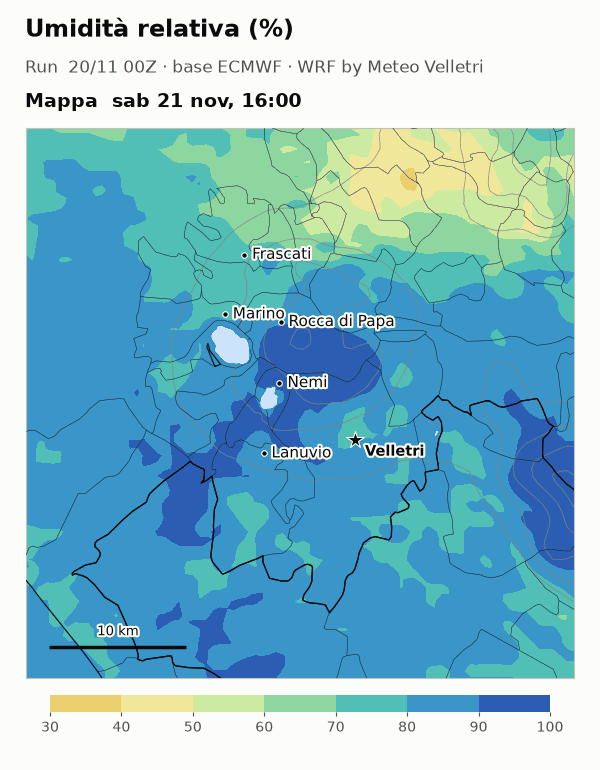 Umidità relativa (%)
Run  20/11 00Z · base ECMWF · WRF by Meteo Velletri
Mappa  sab 21 nov, 16:00
Frascati
Marino
Rocca di Papa
Nemi
Velletri
Lanuvio
10 km
30 40 50 60 70 80 90 100